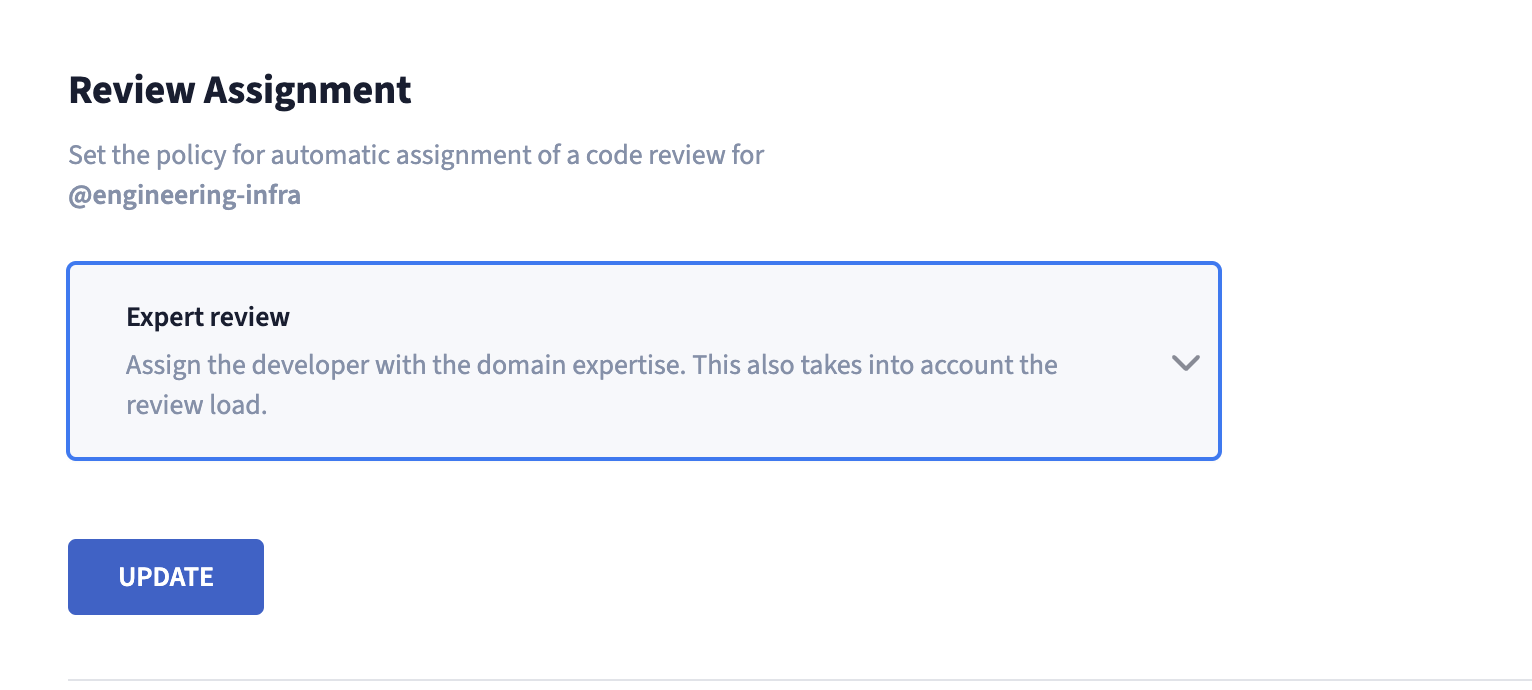 Review Assignment
Set the policy for automatic assignment of a code review for
@engineering-infra
Expert review
Assign the developer with the domain expertise. This also takes into account the
review load.
UPDATE